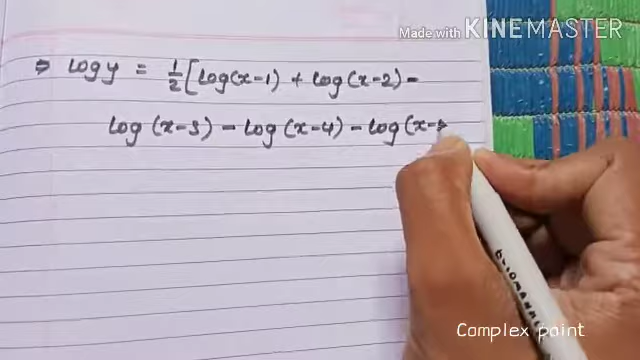 Made with KINEMASTER
⇒ log y = 1/2 [log(x-1) + log(x-2) -
log (x-3) - log (x-4) - log (x-
Complex point